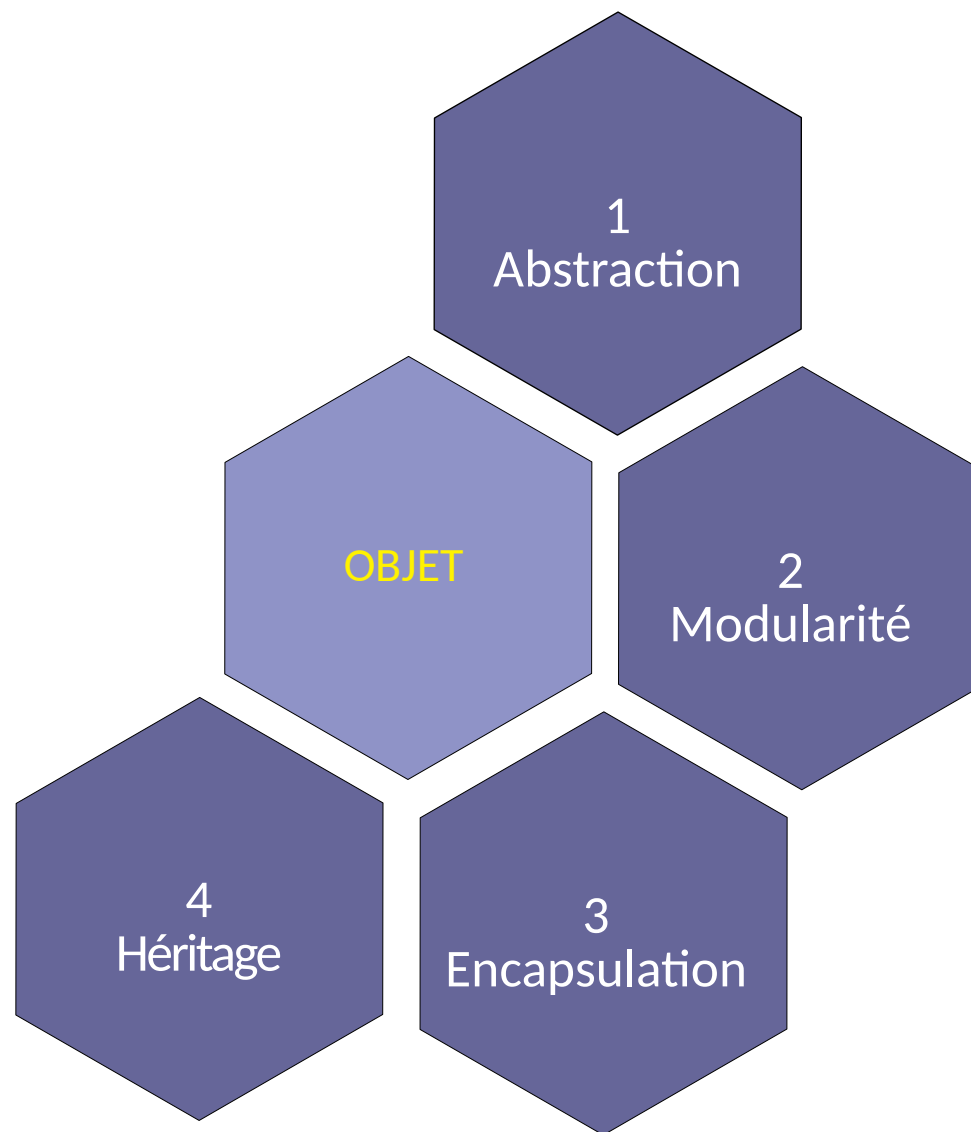 1
Abstraction
OBJET
2
Modularité
3
Encapsulation
4
Héritage